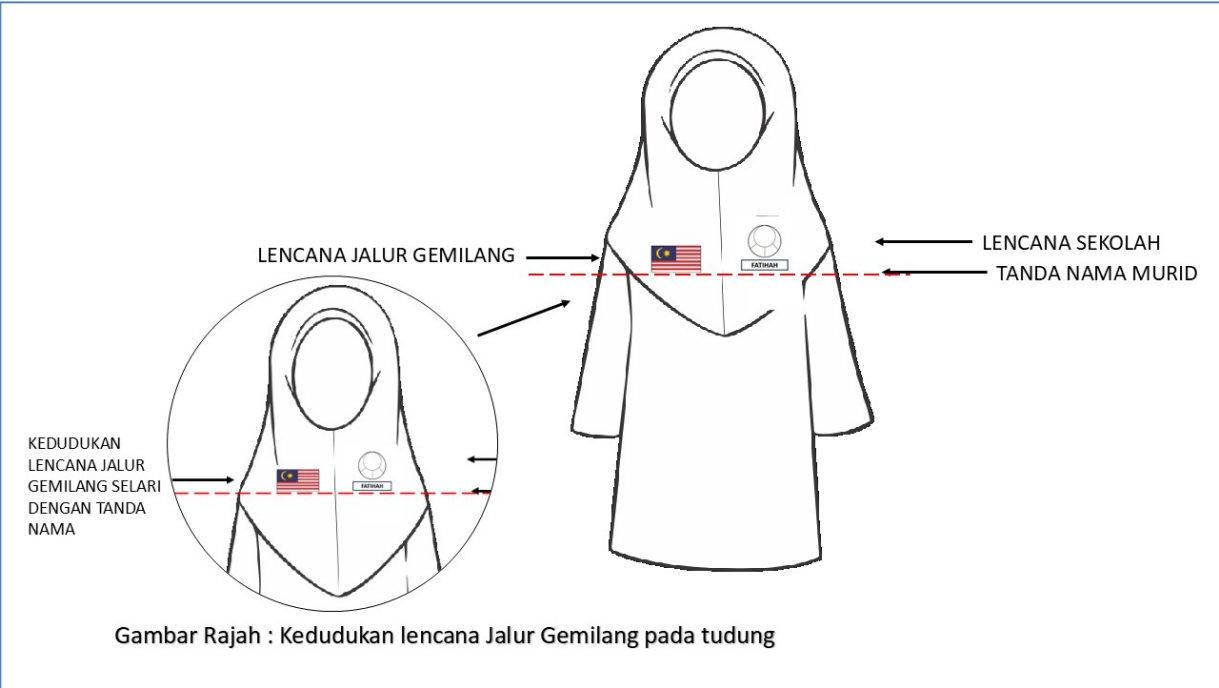 LENCANA JALUR GEMILANG
LENCANA SEKOLAH
FATIHAH
TANDA NAMA MURID
KEDUDUKAN
LENCANA JALUR
GEMILANG SELARI
DENGAN TANDA
NAMA
FATIHAH
Gambar Rajah : Kedudukan lencana Jalur Gemilang pada tudung